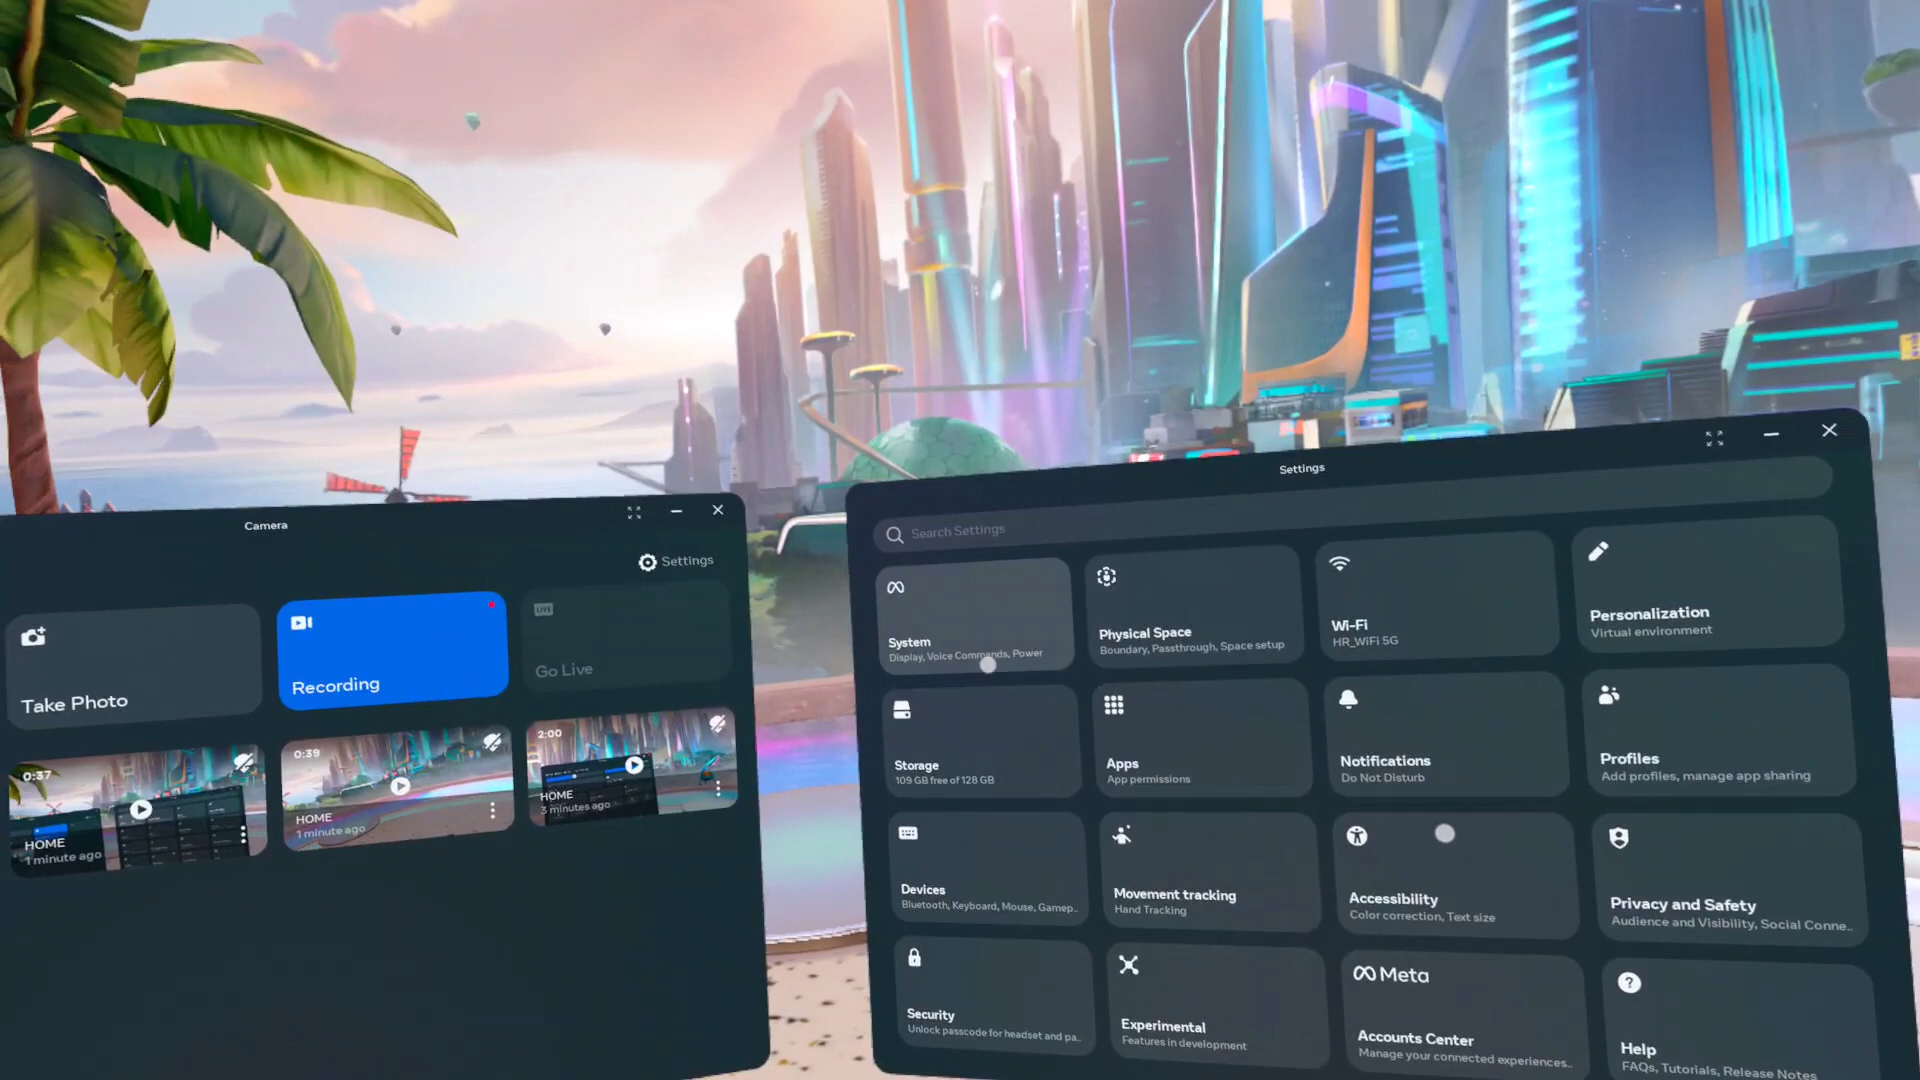 Camera
Settings
Take Photo
Recording
LIVE
Go Live
0:37
HOME
1 minute ago
0:39
HOME
1 minute ago
2:00
HOME
3 minutes ago
Settings
Search Settings
System
Display, Voice Commands, Power
Physical Space
Boundary, Passthrough, Space setup
Wi-Fi
HR_WiFi 5G
Personalization
Virtual environment
Storage
109 GB free of 128 GB
Apps
App permissions
Notifications
Do Not Disturb
Profiles
Add profiles, manage app sharing
Devices
Bluetooth, Keyboard, Mouse, Gamep..
Movement tracking
Hand Tracking
Accessibility
Color correction, Text size
Privacy and Safety
Audience and Visibility, Social Conne..
Security
Unlock passcode for headset and pa..
Experimental
Features in development
Meta
Accounts Center
Manage your connected experiences..
Help
FAQs, Tutorials, Release Notes